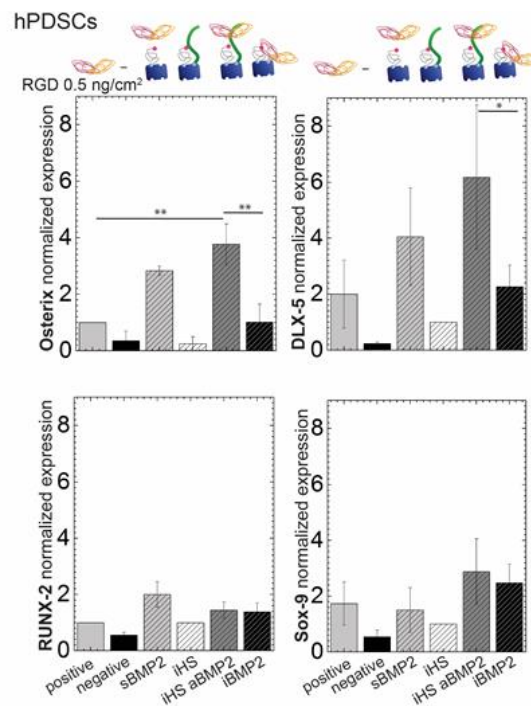 hPDSCs
– –
RGD 0.5 ng/cm²
Osterix normalized expression
8
6
4
2
0
** **
DLX-5 normalized expression
8
6
4
2
0
*
RUNX-2 normalized expression
8
6
4
2
0
positive negative sBMP2 iHS iHS aBMP2 iBMP2
Sox-9 normalized expression
8
6
4
2
0
positive negative sBMP2 iHS iHS aBMP2 iBMP2